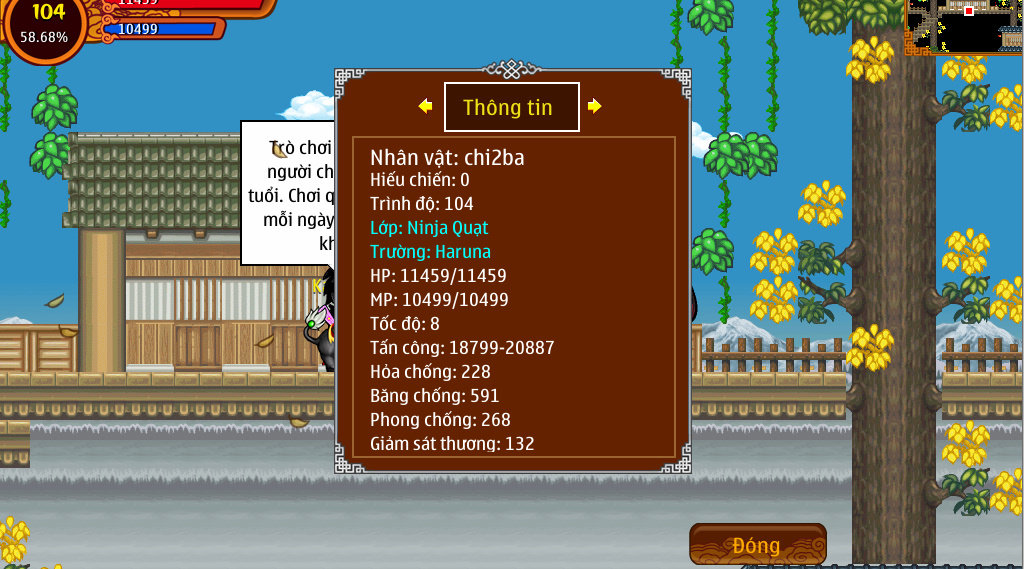 11459
104
10499
58.68%
Thông tin
Trò chơi
người ch
tuổi. Chơi q
mỗi ngày
kh
K
Nhân vật: chi2ba
Hiếu chiến: 0
Trình độ: 104
Lớp: Ninja Quạt
Trường: Haruna
HP: 11459/11459
MP: 10499/10499
Tốc độ: 8
Tấn công: 18799-20887
Hỏa chống: 228
Băng chống: 591
Phong chống: 268
Giảm sát thương: 132
Đóng